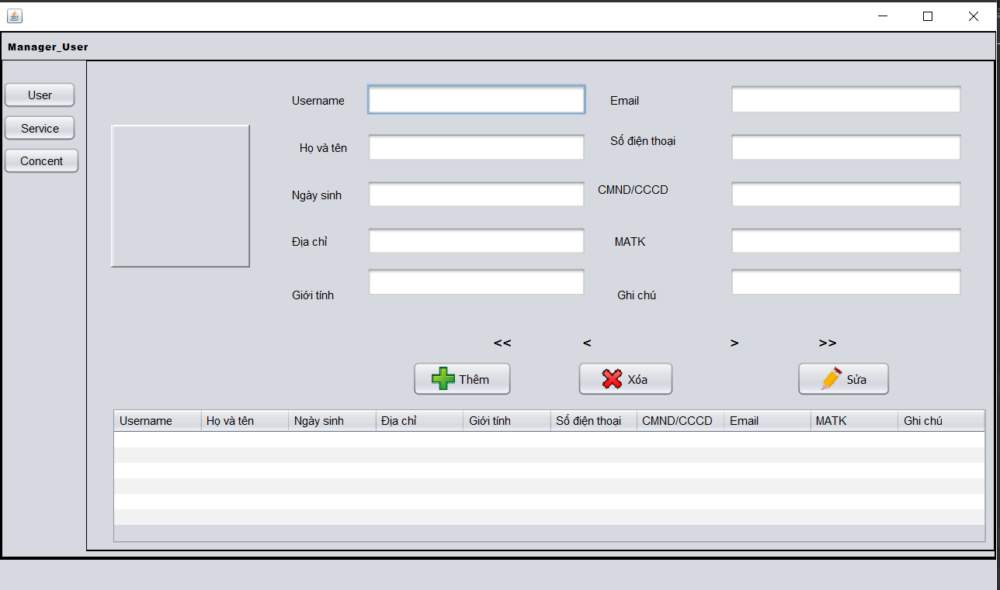 Manager_User
User
Service
Concent
Username
Email
Họ và tên
Số điện thoại
Ngày sinh
CMND/CCCD
Địa chỉ
MATK
Giới tính
Ghi chú
<< < > >>
Thêm Xóa Sửa
Username Họ và tên Ngày sinh Địa chỉ Giới tính Số điện thoại CMND/CCCD Email MATK Ghi chú